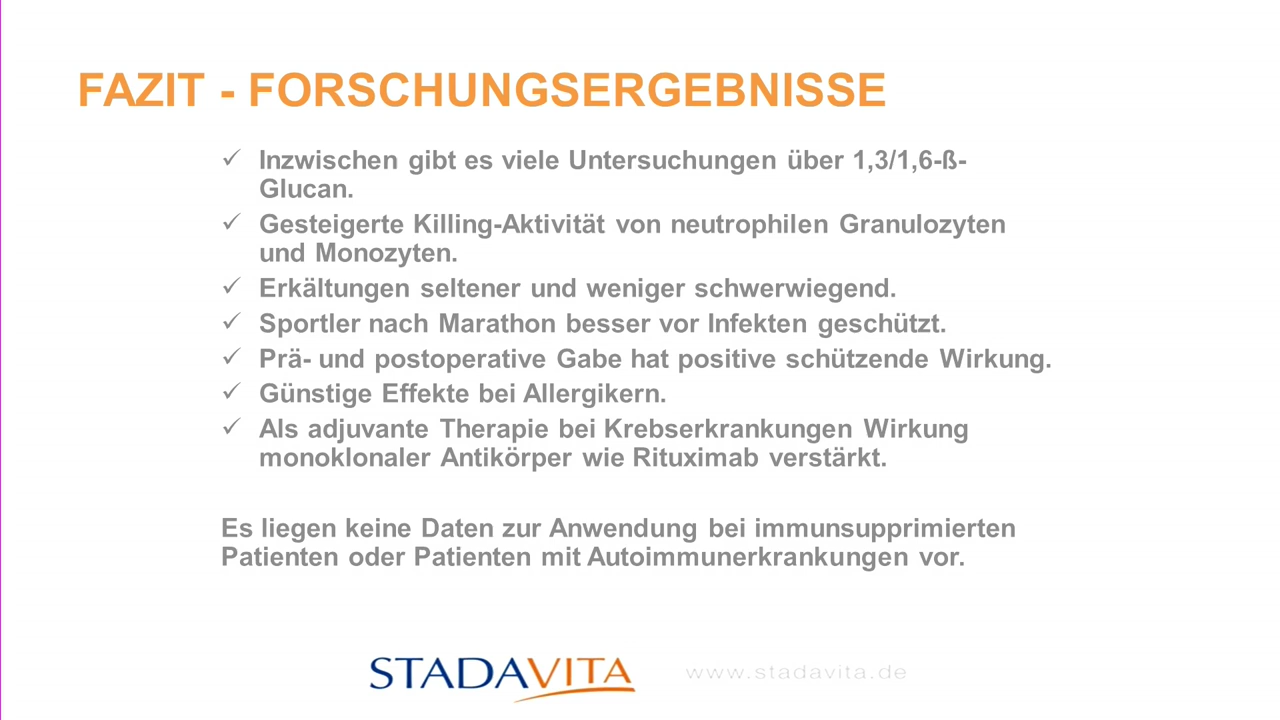 FAZIT - FORSCHUNGSERGEBNISSE
✓ Inzwischen gibt es viele Untersuchungen über 1,3/1,6-ß-
Glucan.
✓ Gesteigerte Killing-Aktivität von neutrophilen Granulozyten
und Monozyten.
✓ Erkältungen seltener und weniger schwerwiegend.
✓ Sportler nach Marathon besser vor Infekten geschützt.
✓ Prä- und postoperative Gabe hat positive schützende Wirkung.
✓ Günstige Effekte bei Allergikern.
✓ Als adjuvante Therapie bei Krebserkrankungen Wirkung
monoklonaler Antikörper wie Rituximab verstärkt.
Es liegen keine Daten zur Anwendung bei immunsupprimierten
Patienten oder Patienten mit Autoimmunerkrankungen vor.
STADAVITA www.stadavita.de